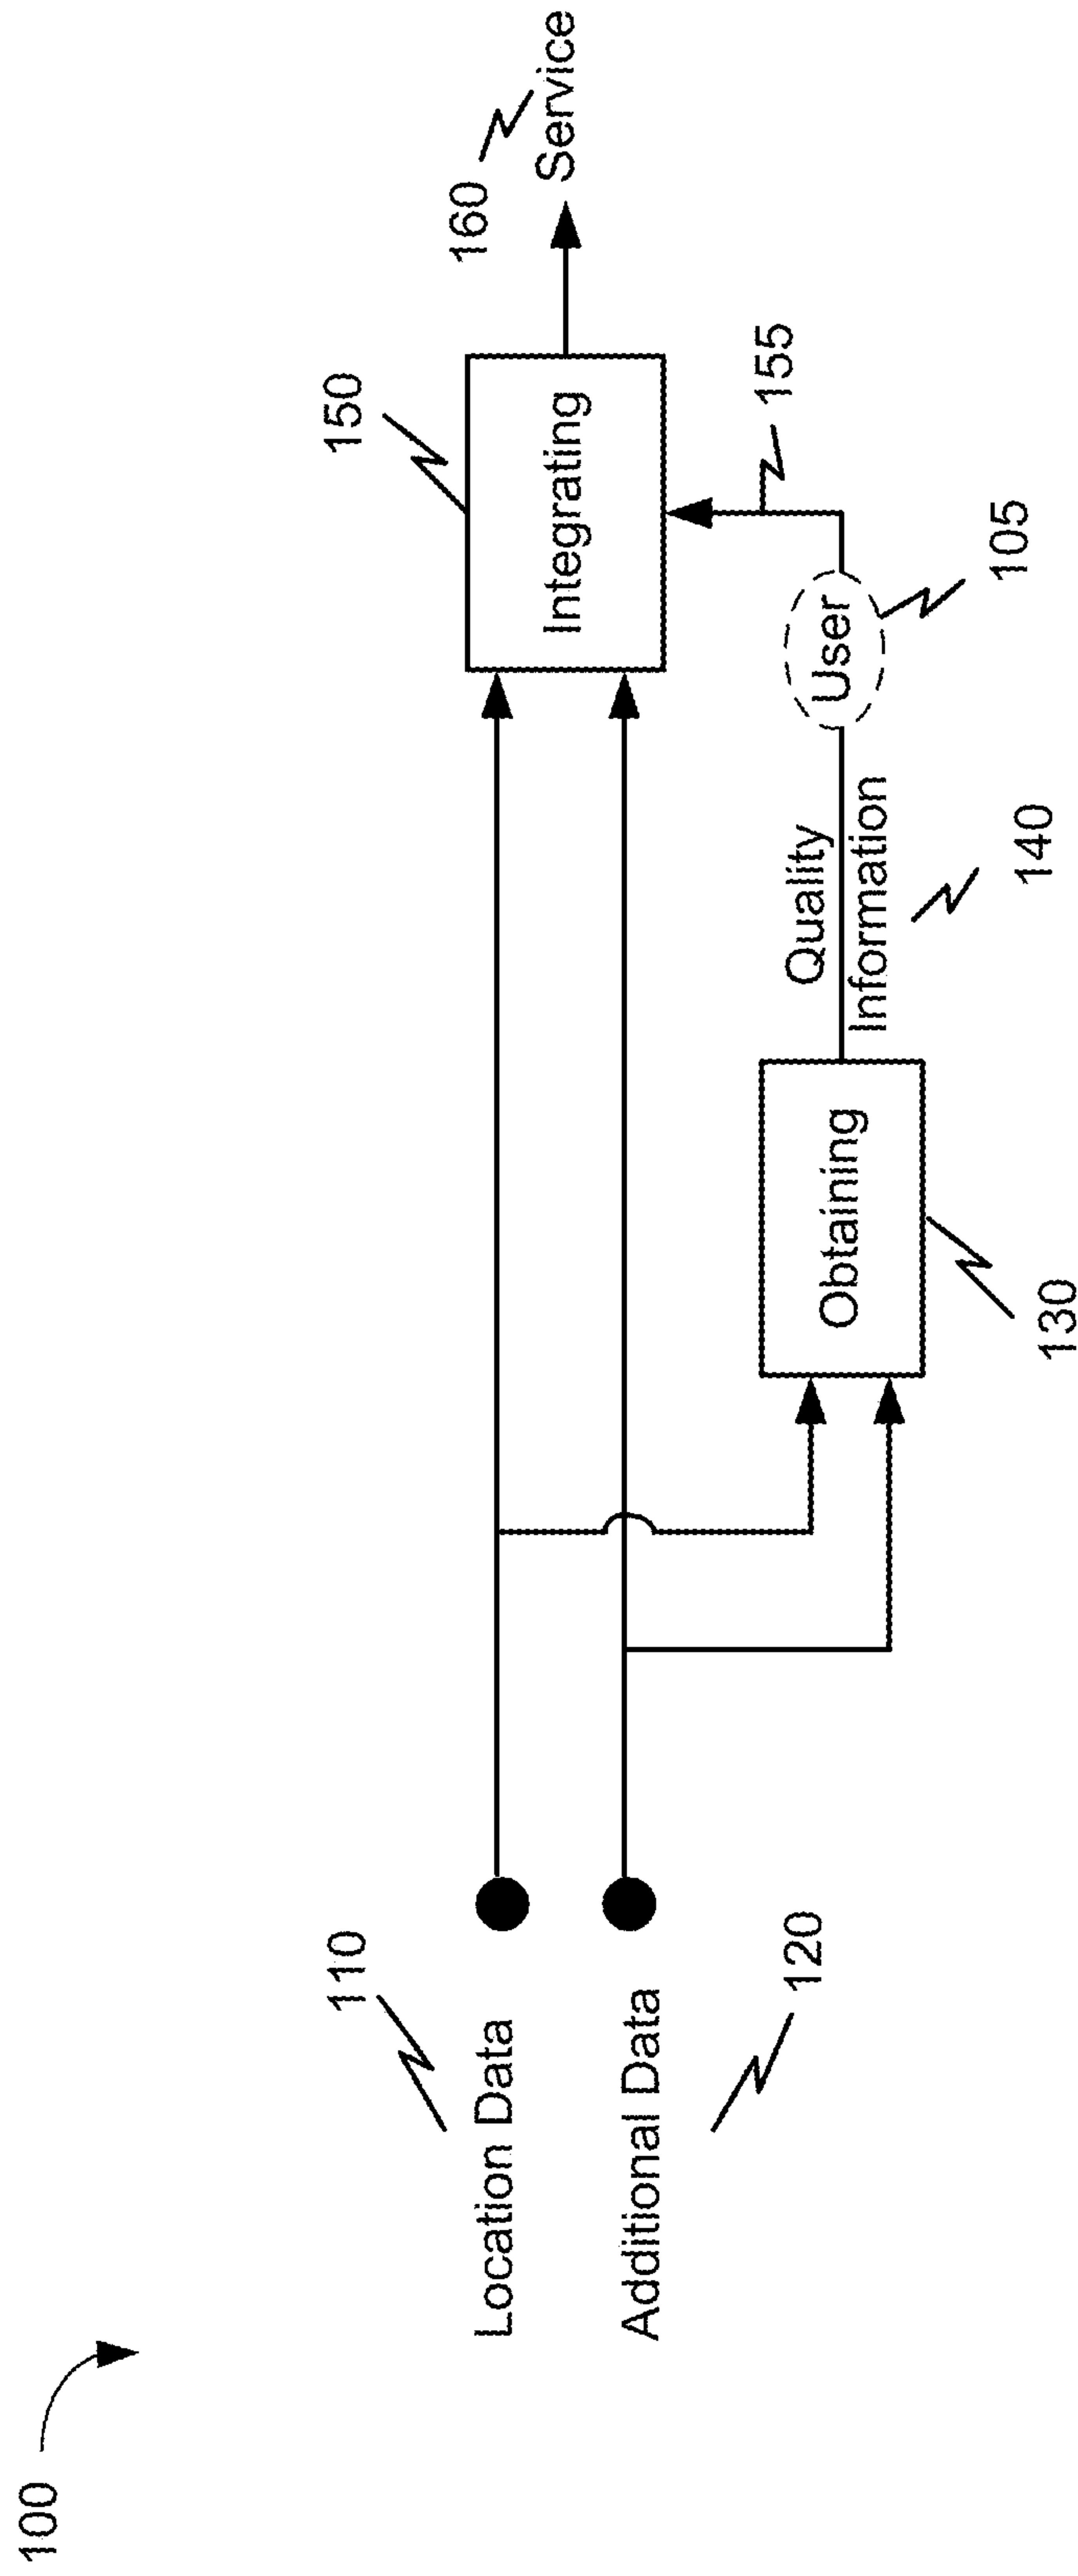 100
110
Location Data
Additional Data
120
130
Obtaining
Quality
Information
140
User
105
155
150
Integrating
160
Service